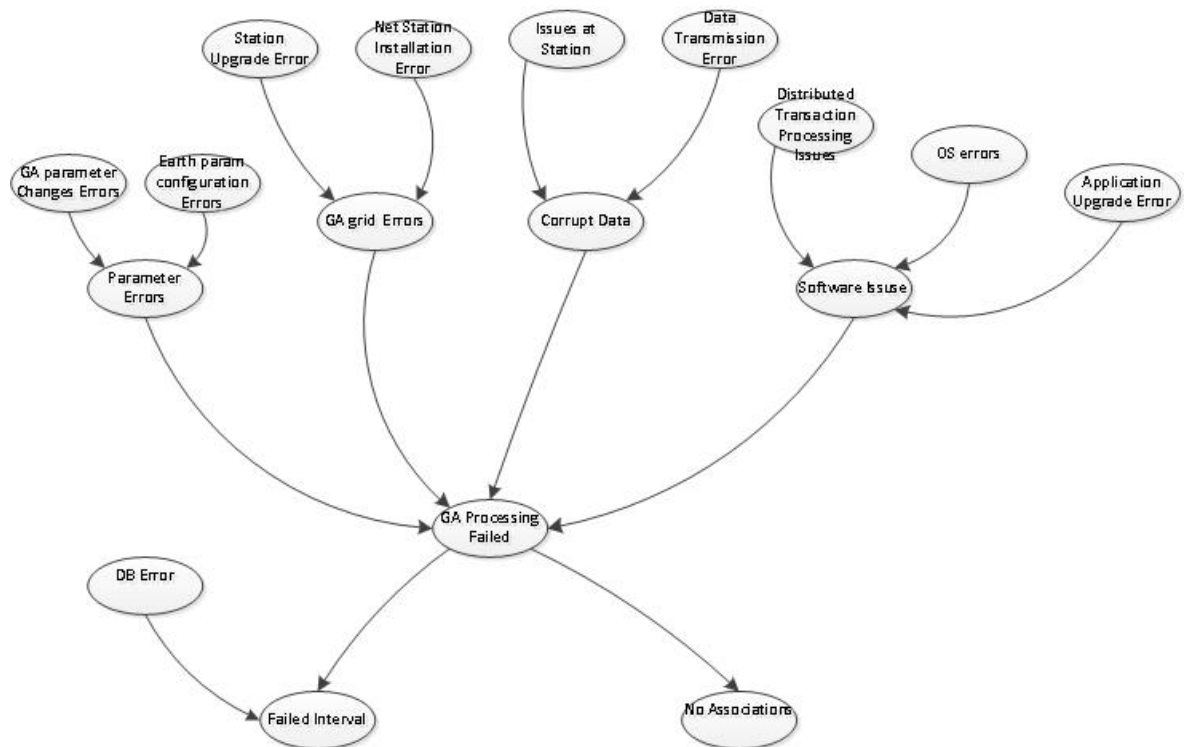 Station
Upgrade Error
Net Station
Installation
Error
Issues at
Station
Data
Transmission
Error
Distributed
Transaction
Processing
Issues
OS errors
Application
Upgrade Error
GA parameter
Changes Errors
Earth param
configuration
Errors
GA grid Errors
Corrupt Data
Parameter
Errors
Software Issuse
GA Processing
Failed
DB Error
Failed Interval
No Associations